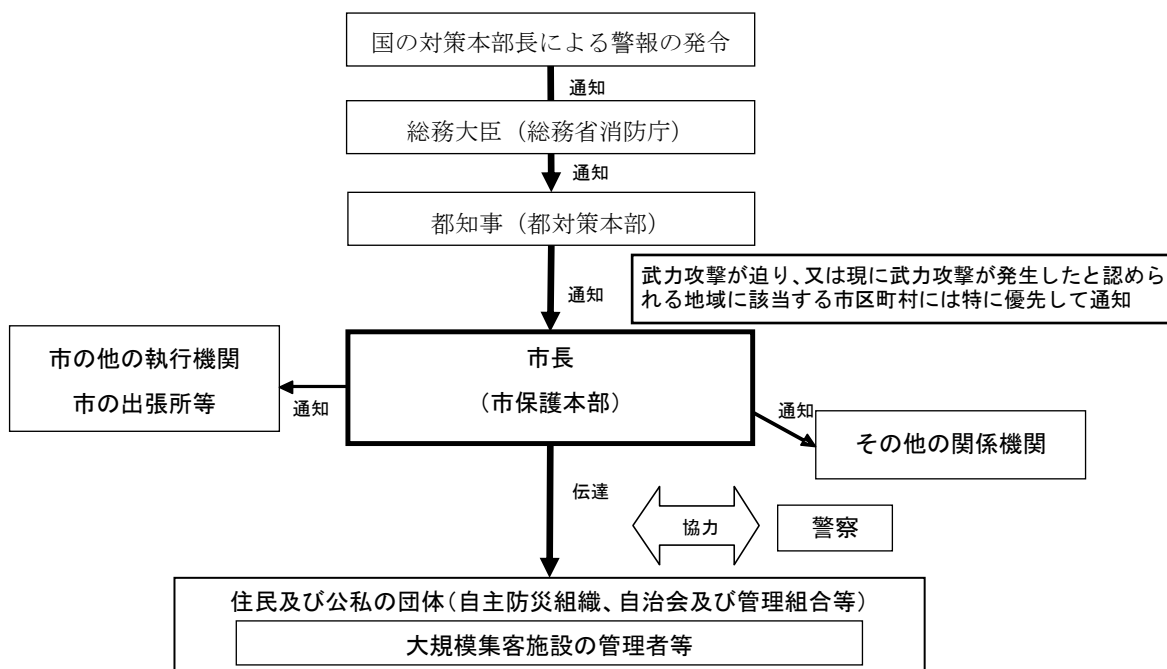 国の対策本部長による警報の発令
通知
総務大臣（総務省消防庁）
通知
都知事（都対策本部）
通知
武力攻撃が迫り、又は現に武力攻撃が発生したと認めら
れる地域に該当する市区町村には特に優先して通知
市の他の執行機関
市の出張所等
通知
市長
（市保護本部）
通知
その他の関係機関
伝達
協力
警察
住民及び公私の団体（自主防災組織、自治会及び管理組合等）
大規模集客施設の管理者等